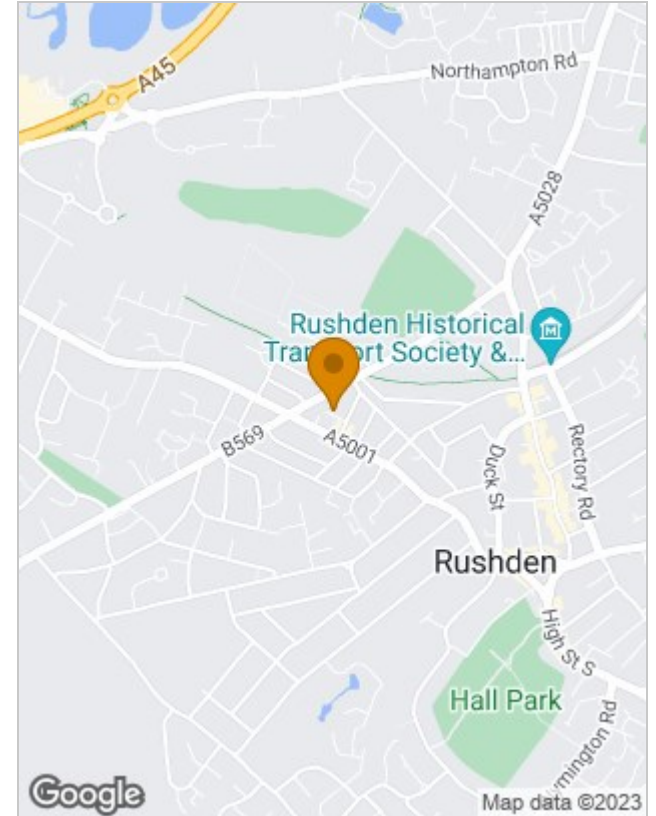 A45
Northampton Rd
A5028
Rushden Historical
Transport Society &...
B569
A5001
Duck St
Rectory Rd
Rushden
High St S
Hall Park
Google
Map data ©2023